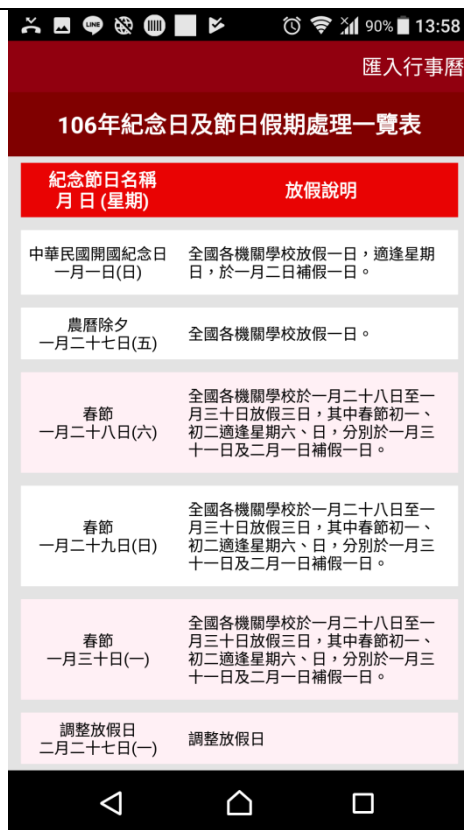 LINE
90%
13:58
匯入行事曆
106年紀念日及節日假期處理一覽表
紀念節日名稱
月 日 (星期)
放假說明
中華民國開國紀念日
一月一日(日)
全國各機關學校放假一日，適逢星期
日，於一月二日補假一日。
農曆除夕
一月二十七日(五)
全國各機關學校放假一日。
春節
一月二十八日(六)
全國各機關學校於一月二十八日至一
月三十日放假三日，其中春節初一、
初二適逢星期六、日，分別於一月三
十一日及二月一日補假一日。
春節
一月二十九日(日)
全國各機關學校於一月二十八日至一
月三十日放假三日，其中春節初一、
初二適逢星期六、日，分別於一月三
十一日及二月一日補假一日。
春節
一月三十日(一)
全國各機關學校於一月二十八日至一
月三十日放假三日，其中春節初一、
初二適逢星期六、日，分別於一月三
十一日及二月一日補假一日。
調整放假日
二月二十七日(一)
調整放假日